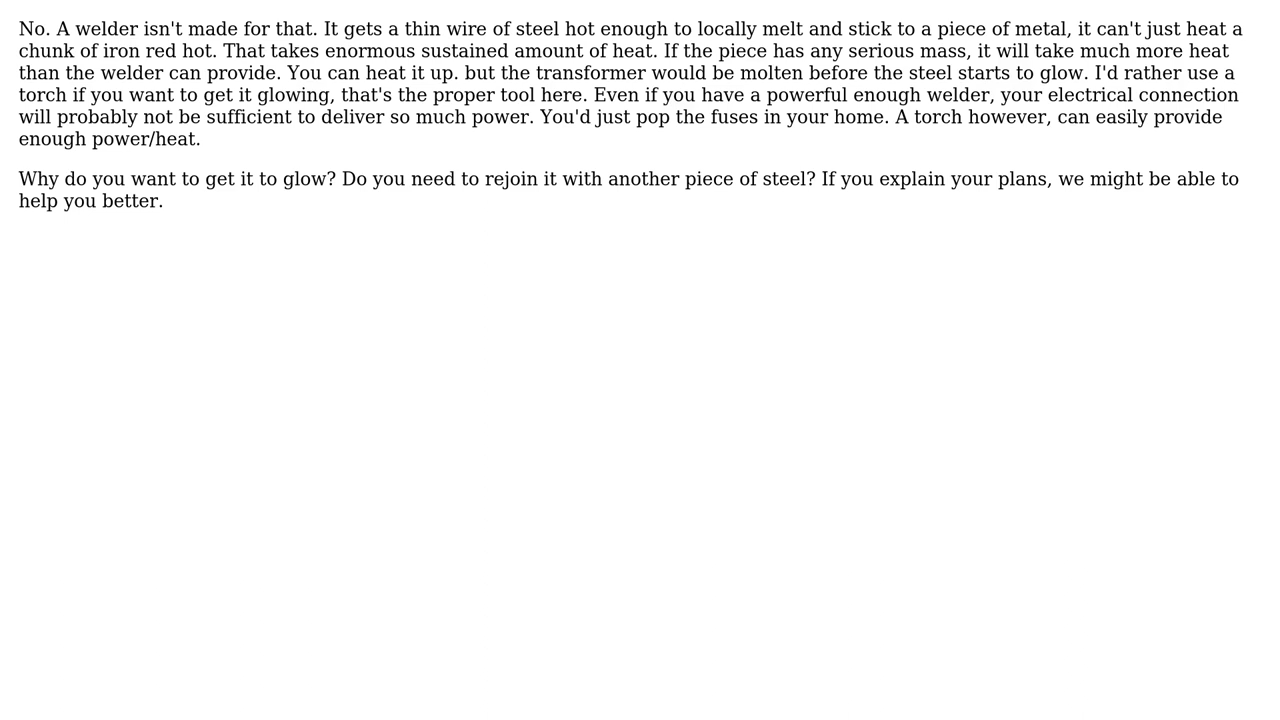 No. A welder isn't made for that. It gets a thin wire of steel hot enough to locally melt and stick to a piece of metal, it can't just heat a
chunk of iron red hot. That takes enormous sustained amount of heat. If the piece has any serious mass, it will take much more heat
than the welder can provide. You can heat it up. but the transformer would be molten before the steel starts to glow. I'd rather use a
torch if you want to get it glowing, that's the proper tool here. Even if you have a powerful enough welder, your electrical connection
will probably not be sufficient to deliver so much power. You'd just pop the fuses in your home. A torch however, can easily provide
enough power/heat.
Why do you want to get it to glow? Do you need to rejoin it with another piece of steel? If you explain your plans, we might be able to
help you better.